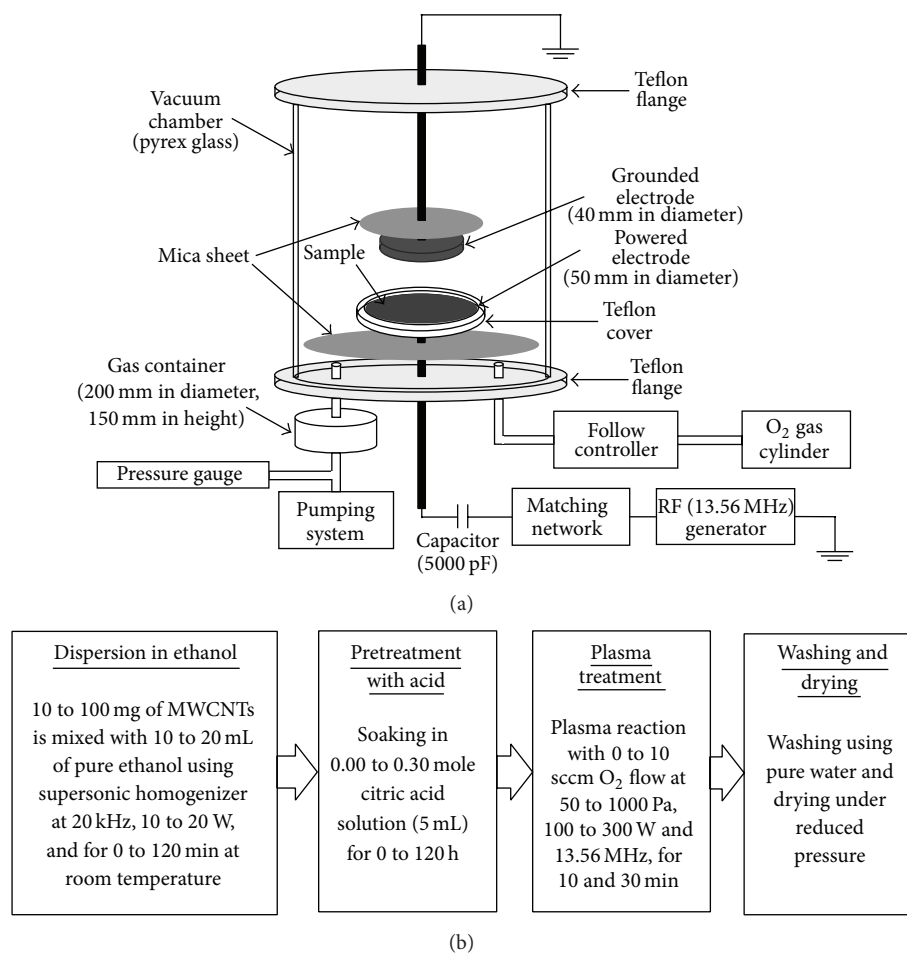 Teflon
flange
Vacuum
chamber
(pyrex glass)
Grounded
electrode
(40 mm in diameter)
Mica sheet
Sample
Powered
electrode
(50 mm in diameter)
Teflon
cover
Gas container
(200 mm in diameter,
150 mm in height)
Teflon
flange
Follow
controller
O2 gas
cylinder
Pressure gauge
Pumping
system
Capacitor
(5000 pF)
Matching
network
RF (13.56 MHz)
generator
(a)
Dispersion in ethanol
10 to 100 mg of MWCNTs
is mixed with 10 to 20 mL
of pure ethanol using
supersonic homogenizer
at 20 kHz, 10 to 20 W,
and for 0 to 120 min at
room temperature
Pretreatment
with acid
Soaking in
0.00 to 0.30 mole
citric acid
solution (5 mL)
for 0 to 120 h
Plasma
treatment
Plasma reaction
with 0 to 10
sccm O2 flow at
50 to 1000 Pa,
100 to 300 W and
13.56 MHz, for
10 and 30 min
Washing and
drying
Washing using
pure water and
drying under
reduced
pressure
(b)